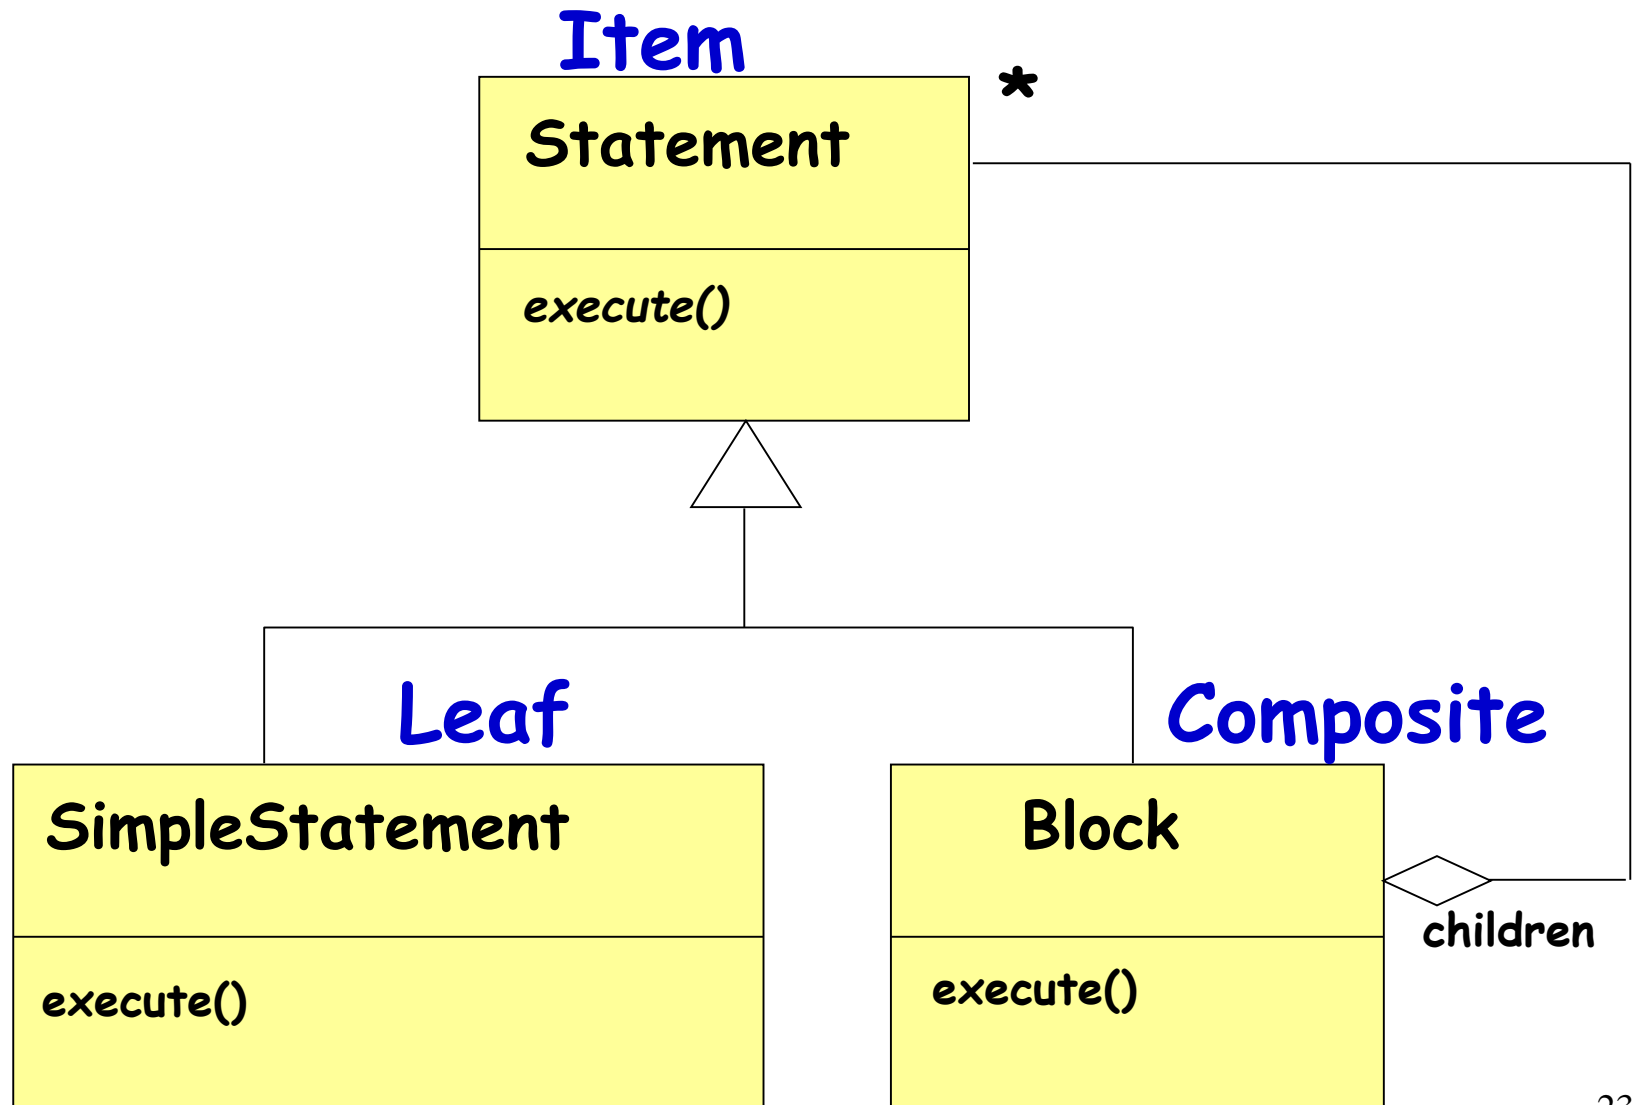 Item
*
Statement
execute()
Leaf
Composite
SimpleStatement
Block
children
execute()
execute()